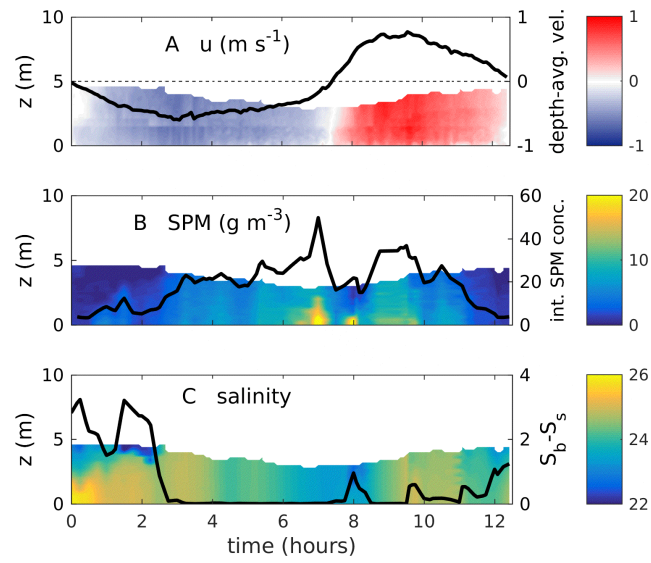 A u (m s⁻¹)
z (m)
10
5
0
1
0
-1
depth-avg. vel.
1
0
-1
B SPM (g m⁻³)
z (m)
10
5
0
60
40
20
0
int. SPM conc.
20
10
0
C salinity
z (m)
10
5
0
4
2
0
S_b-S_s
26
24
22
0 2 4 6 8 10 12
time (hours)